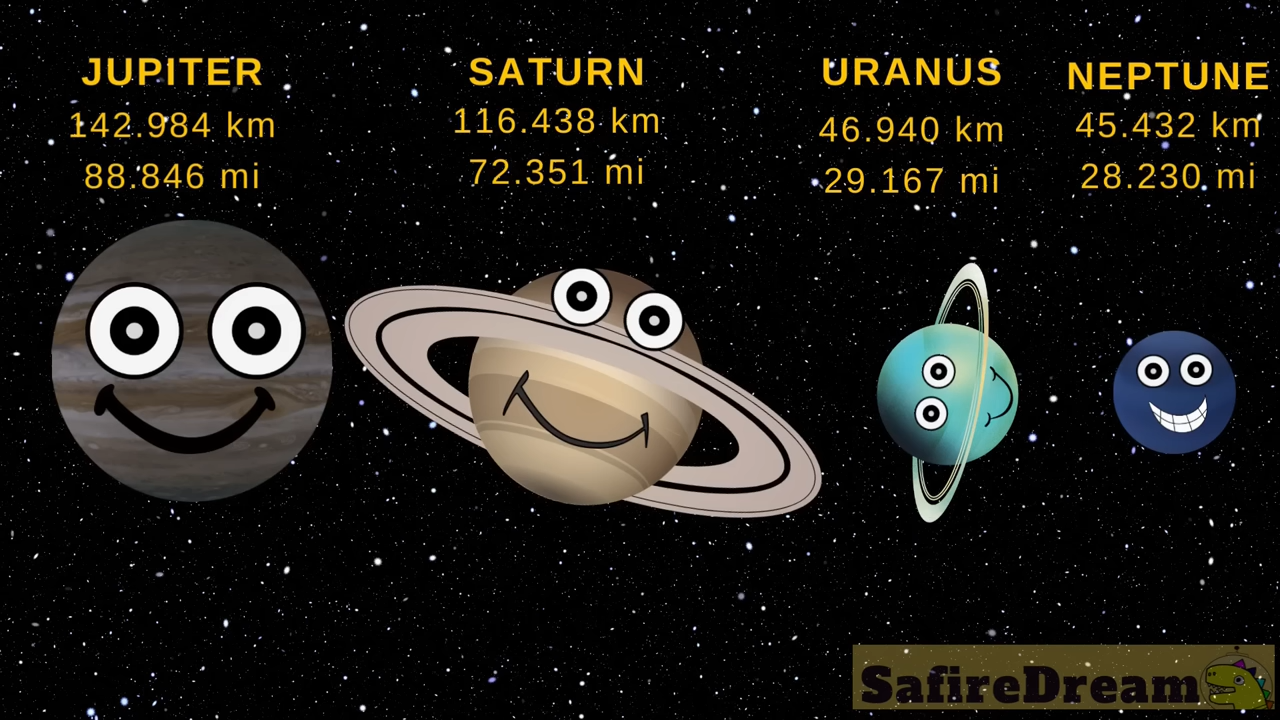 JUPITER
142.984 km
88.846 mi
SATURN
116.438 km
72.351 mi
URANUS
46.940 km
29.167 mi
NEPTUNE
45.432 km
28.230 mi
SafireDream